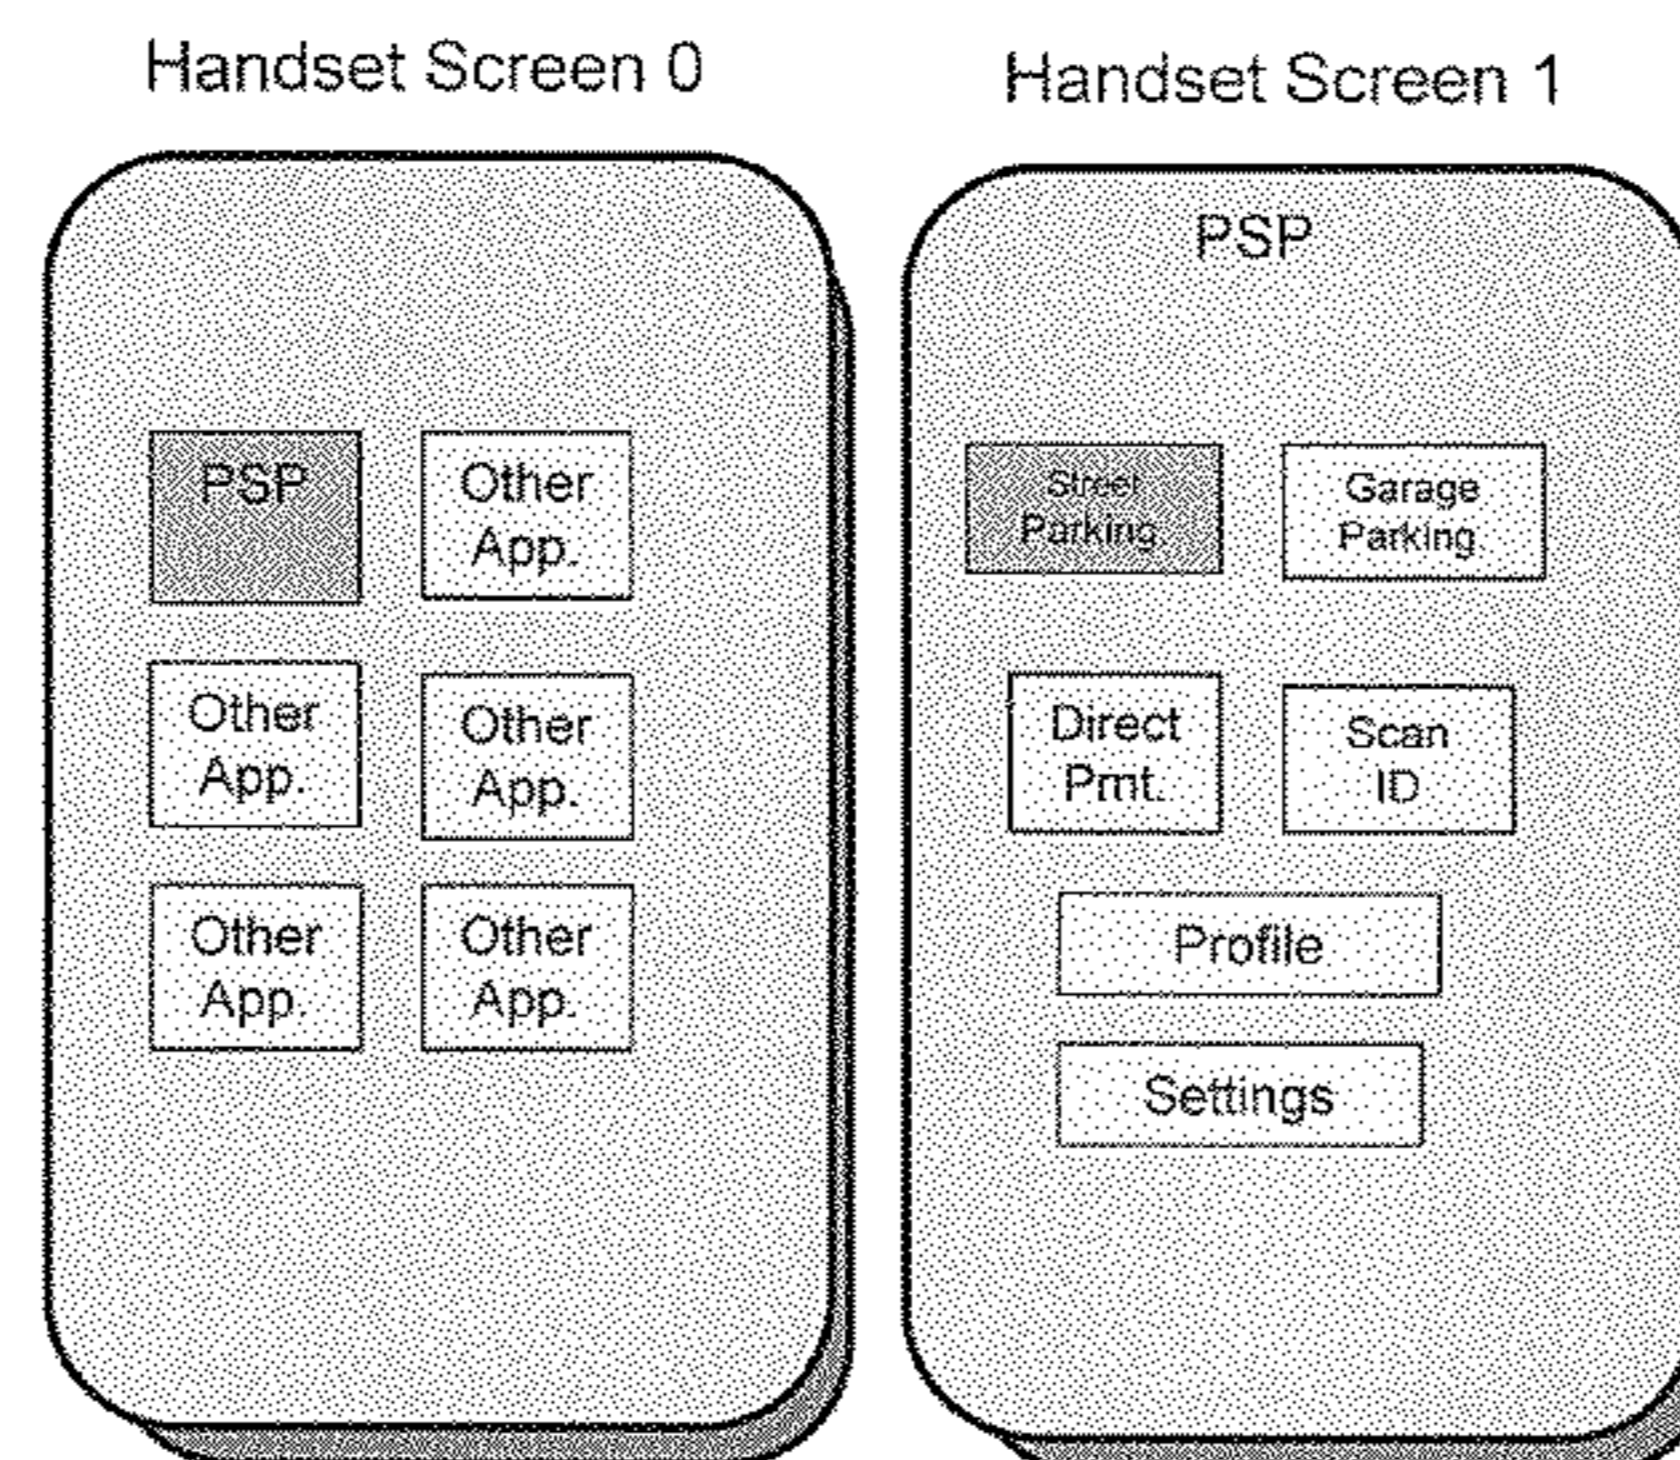 Handset Screen 0
PSP
Other
App.
Other
App.
Other
App.
Other
App.
Other
App.
Handset Screen 1
PSP
Street
Parking.
Garage
Parking.
Direct
Pmt.
Scan
ID
Profile
Settings